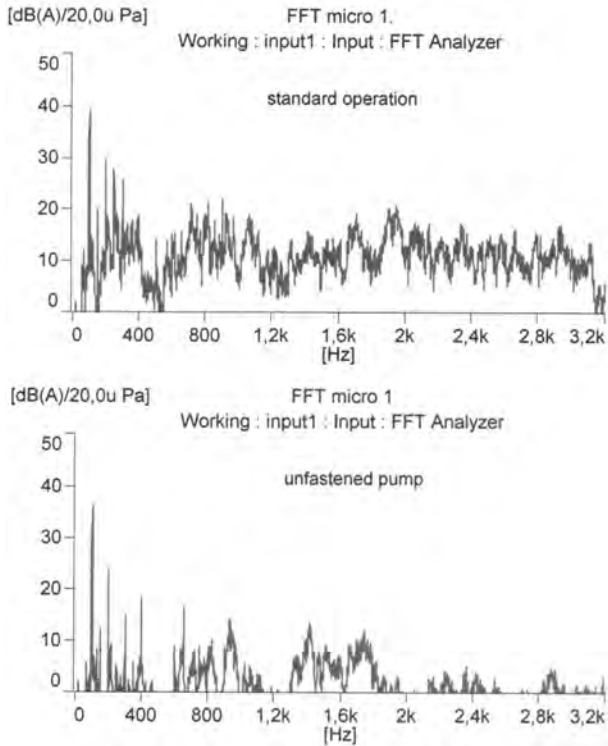 [dB(A)/20,0u Pa] FFT micro 1.
Working : input1 : Input : FFT Analyzer
50
standard operation
40
30
20
10
0
0 400 800 1,2k 1,6k 2k 2,4k 2,8k 3,2k
[Hz]
[dB(A)/20,0u Pa] FFT micro 1
Working : input1 : Input : FFT Analyzer
50
unfastened pump
40
30
20
10
0
0 400 800 1,2k 1,6k 2k 2,4k 2,8k 3,2k
[Hz]